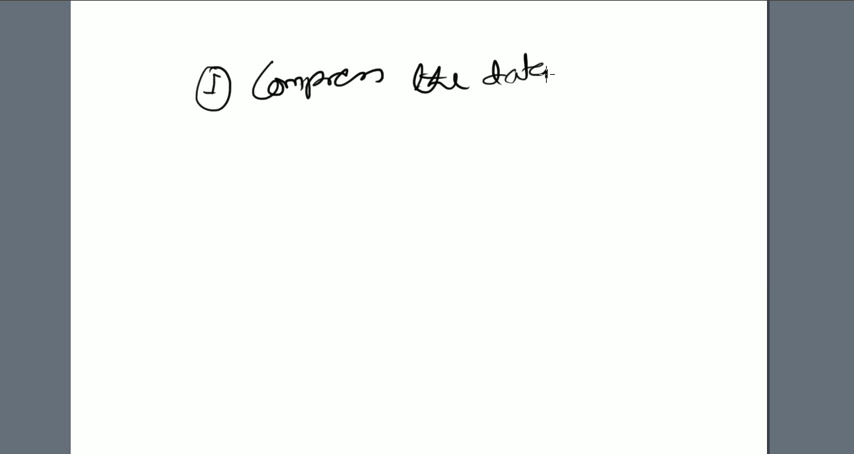 ① Compress the data